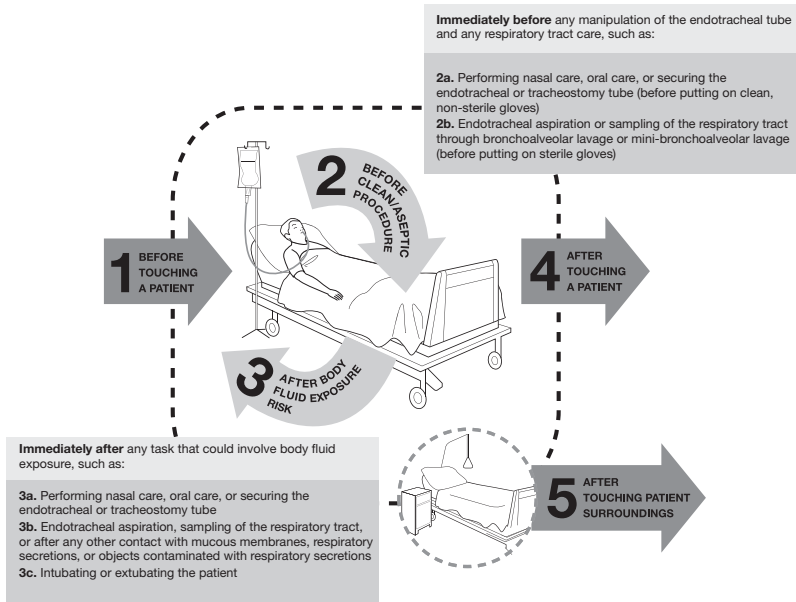 Immediately before any manipulation of the endotracheal tube
and any respiratory tract care, such as:
2a. Performing nasal care, oral care, or securing the
endotracheal or tracheostomy tube (before putting on clean,
non-sterile gloves)
2b. Endotracheal aspiration or sampling of the respiratory tract
through bronchoalveolar lavage or mini-bronchoalveolar lavage
(before putting on sterile gloves)
1 BEFORE
TOUCHING
A PATIENT
2 BEFORE
CLEAN/ASEPTIC
PROCEDURE
3 AFTER BODY
FLUID EXPOSURE
RISK
4 AFTER
TOUCHING
A PATIENT
Immediately after any task that could involve body fluid
exposure, such as:
3a. Performing nasal care, oral care, or securing the
endotracheal or tracheostomy tube
3b. Endotracheal aspiration, sampling of the respiratory tract,
or after any other contact with mucous membranes, respiratory
secretions, or objects contaminated with respiratory secretions
3c. Intubating or extubating the patient
5 AFTER
TOUCHING PATIENT
SURROUNDINGS